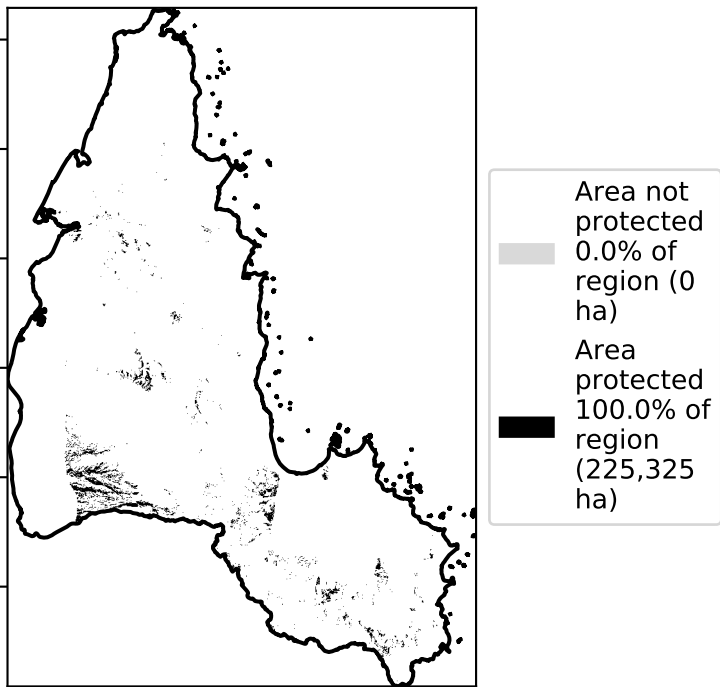 Area not
protected
0.0% of
region (0
ha)
Area
protected
100.0% of
region
(225,325
ha)